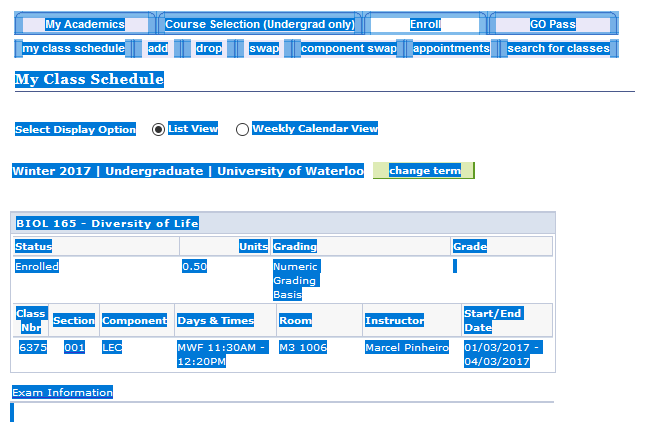 My Academics Course Selection (Undergrad only) Enroll GO Pass
my class schedule add drop swap component swap appointments search for classes
My Class Schedule
Select Display Option List View Weekly Calendar View
Winter 2017 | Undergraduate | University of Waterloo change term
BIOL 165 - Diversity of Life
Status Units Grading Grade
Enrolled 0.50 Numeric
Grading
Basis
Class
Nbr Section Component Days & Times Room Instructor Start/End
Date
6375 001 LEC MWF 11:30AM - M3 1006 Marcel Pinheiro 01/03/2017 -
12:20PM 04/03/2017
Exam Information